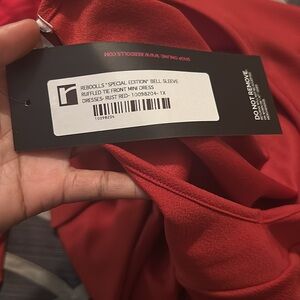 SHOP ONLINE WWW.REBDOLLS.COM
r
REBDOLLS "SPECIAL EDITION" BELL SLEEVE
RUFFLED TIE FRONT MINI DRESS
DRESSES- RUST RED- 10098204- 1X
10098204
DO NOT REMOVE.